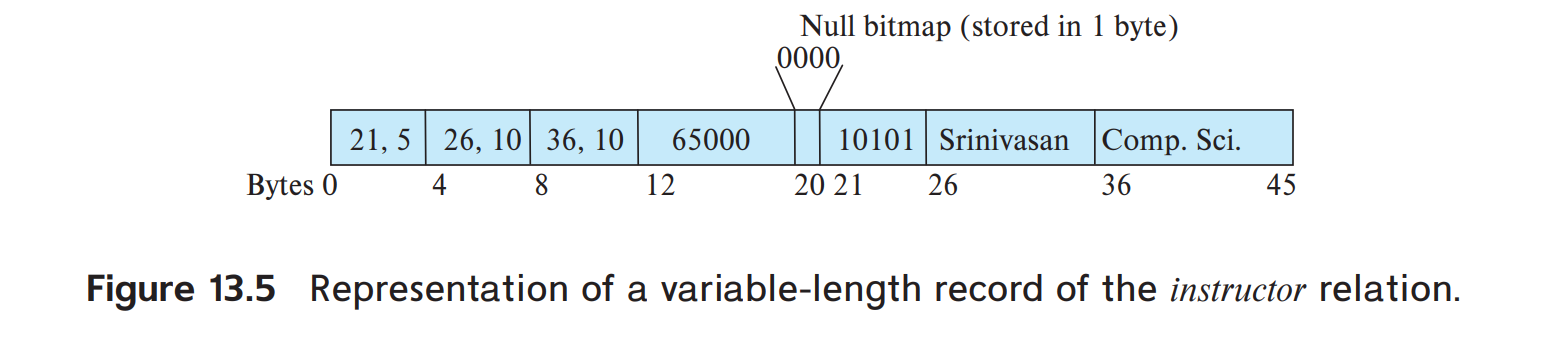 Null bitmap (stored in 1 byte)
0000
21, 5 26, 10 36, 10 65000 10101 Srinivasan Comp. Sci.
Bytes 0 4 8 12 20 21 26 36 45
Figure 13.5 Representation of a variable-length record of the instructor relation.